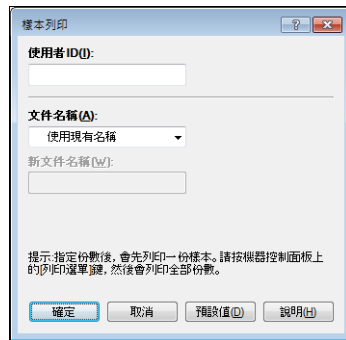 樣本列印
使用者ID(I):
文件名稱(A):
使用現有名稱
新文件名稱(W):
提示:指定份數後, 會先列印一份樣本。請按機器控制面板上
的[列印選單]鍵, 然後會列印全部份數。
確定 取消 預設值(D) 說明(H)